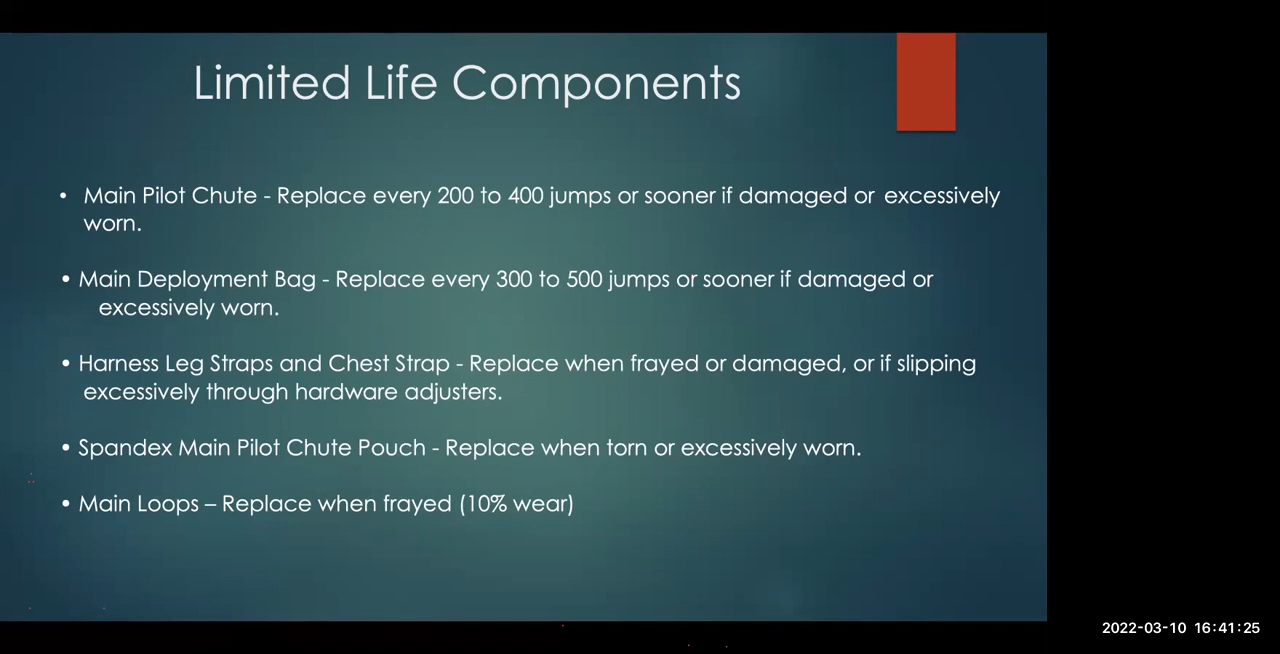 Limited Life Components
• Main Pilot Chute - Replace every 200 to 400 jumps or sooner if damaged or excessively
worn.
• Main Deployment Bag - Replace every 300 to 500 jumps or sooner if damaged or
excessively worn.
• Harness Leg Straps and Chest Strap - Replace when frayed or damaged, or if slipping
excessively through hardware adjusters.
• Spandex Main Pilot Chute Pouch - Replace when torn or excessively worn.
• Main Loops – Replace when frayed (10% wear)
2022-03-10 16:41:25